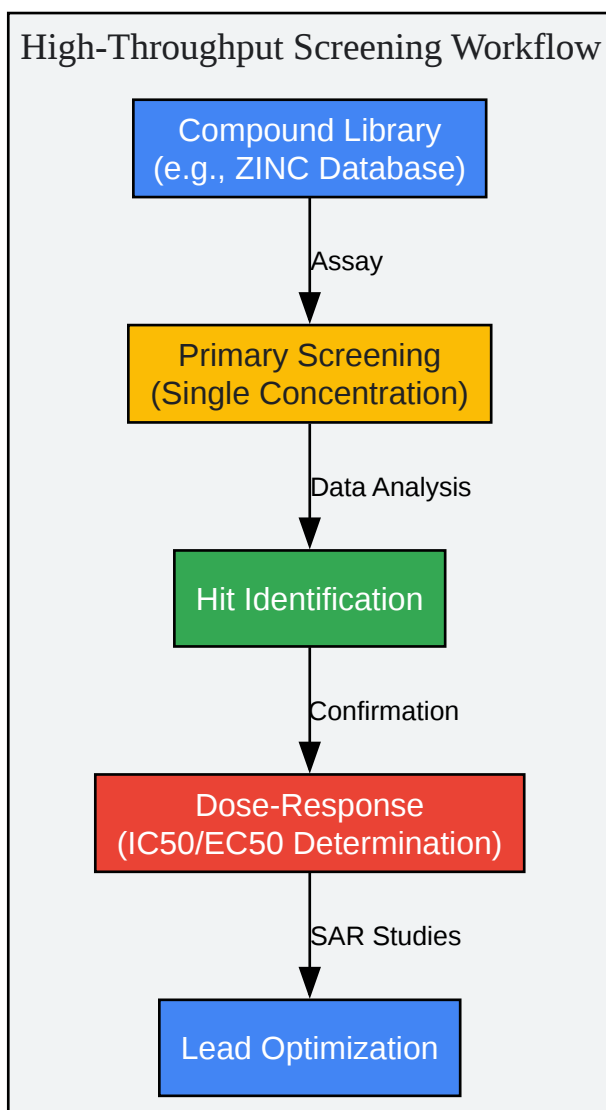 High-Throughput Screening Workflow
Compound Library
(e.g., ZINC Database)
Assay
Primary Screening
(Single Concentration)
Data Analysis
Hit Identification
Confirmation
Dose-Response
(IC50/EC50 Determination)
SAR Studies
Lead Optimization